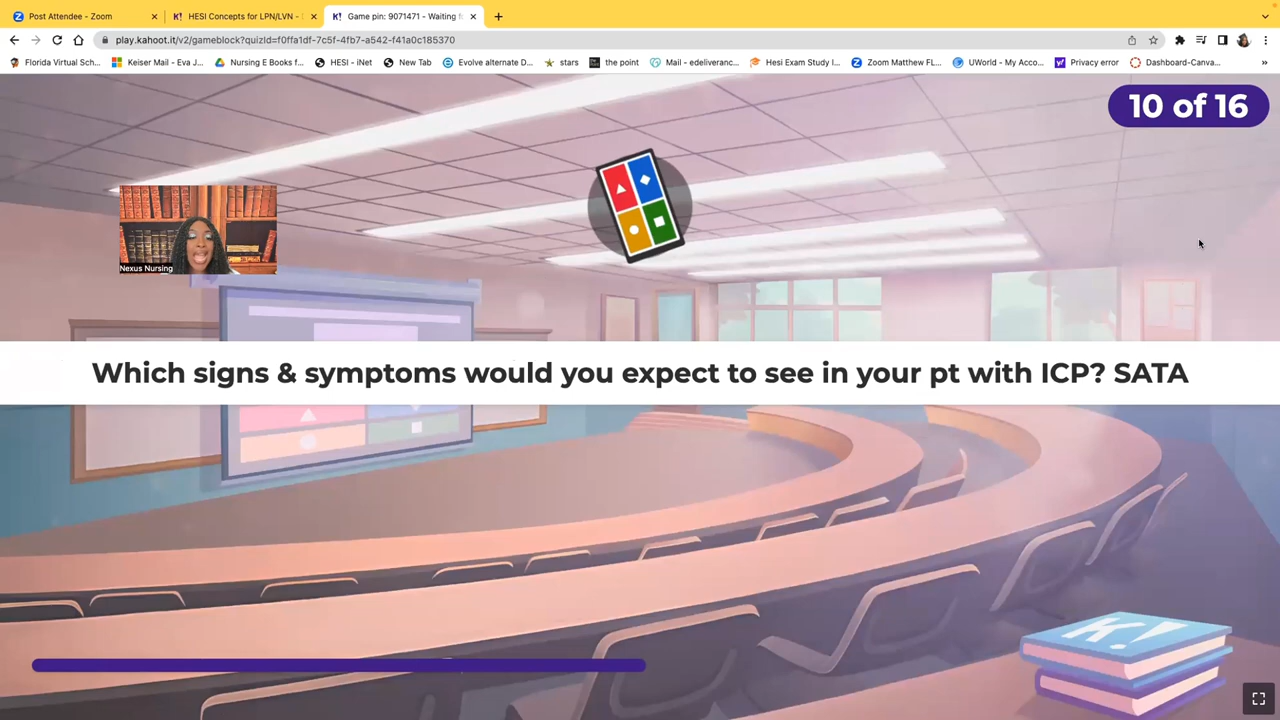 Post Attendee - Zoom
HESI Concepts for LPN/LVN -
Game pin: 9071471 - Waiting f
play.kahoot.it/v2/gameblock?quizId=f0ffa1df-7c5f-4fb7-a542-f41a0c185370
Florida Virtual Sch...
Keiser Mail - Eva J...
Nursing E Books f...
HESI - iNet
New Tab
Evolve alternate D...
stars
the point
Mail - edeliveranc...
Hesi Exam Study I...
Zoom Matthew FL...
UWorld - My Acco...
Privacy error
Dashboard-Canva...
»
10 of 16
Nexus Nursing
Which signs & symptoms would you expect to see in your pt with ICP? SATA
K!